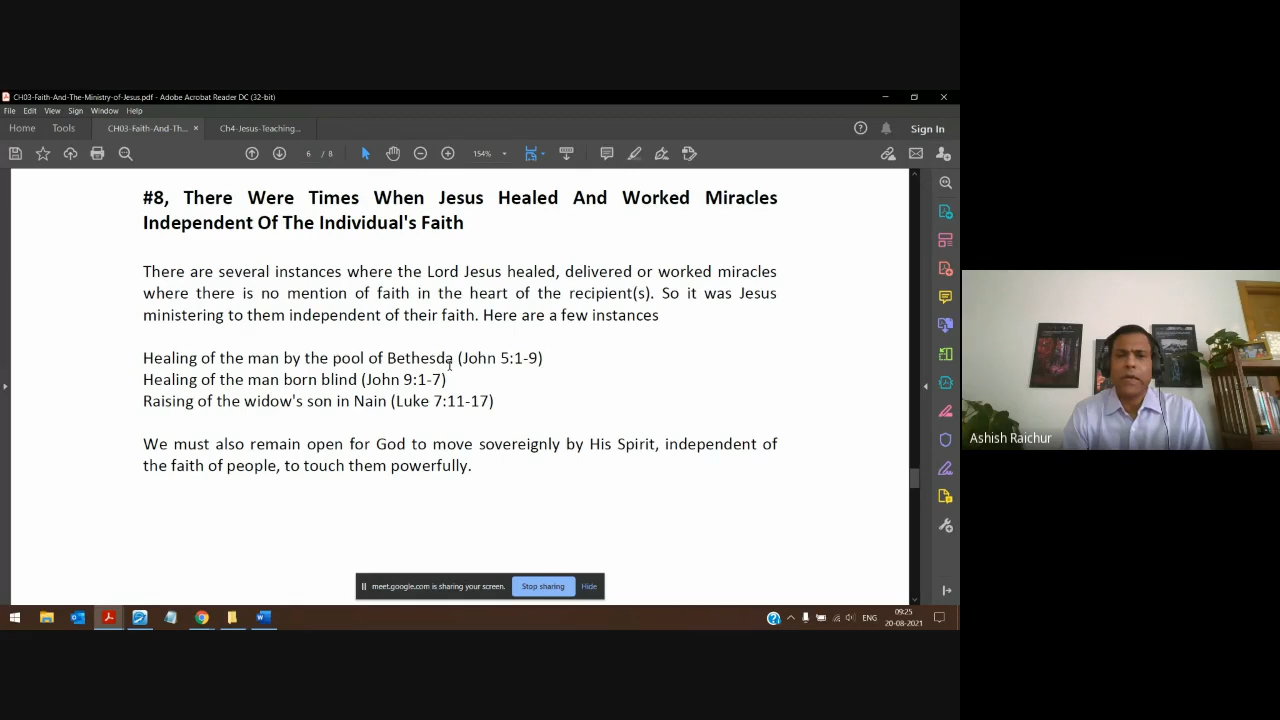 CH03-Faith-And-The-Ministry-of-Jesus.pdf - Adobe Acrobat Reader DC (32-bit)
File Edit View Sign Window Help
Home Tools CH03-Faith-And-Th... × Ch4-Jesus-Teaching... Sign In
6 / 8 154%
#8, There Were Times When Jesus Healed And Worked Miracles
Independent Of The Individual's Faith
There are several instances where the Lord Jesus healed, delivered or worked miracles
where there is no mention of faith in the heart of the recipient(s). So it was Jesus
ministering to them independent of their faith. Here are a few instances
Healing of the man by the pool of Bethesda (John 5:1-9)
Healing of the man born blind (John 9:1-7)
Raising of the widow's son in Nain (Luke 7:11-17)
We must also remain open for God to move sovereignly by His Spirit, independent of
the faith of people, to touch them powerfully.
Ashish Raichur
meet.google.com is sharing your screen. Stop sharing Hide
ENG
09:25
20-08-2021